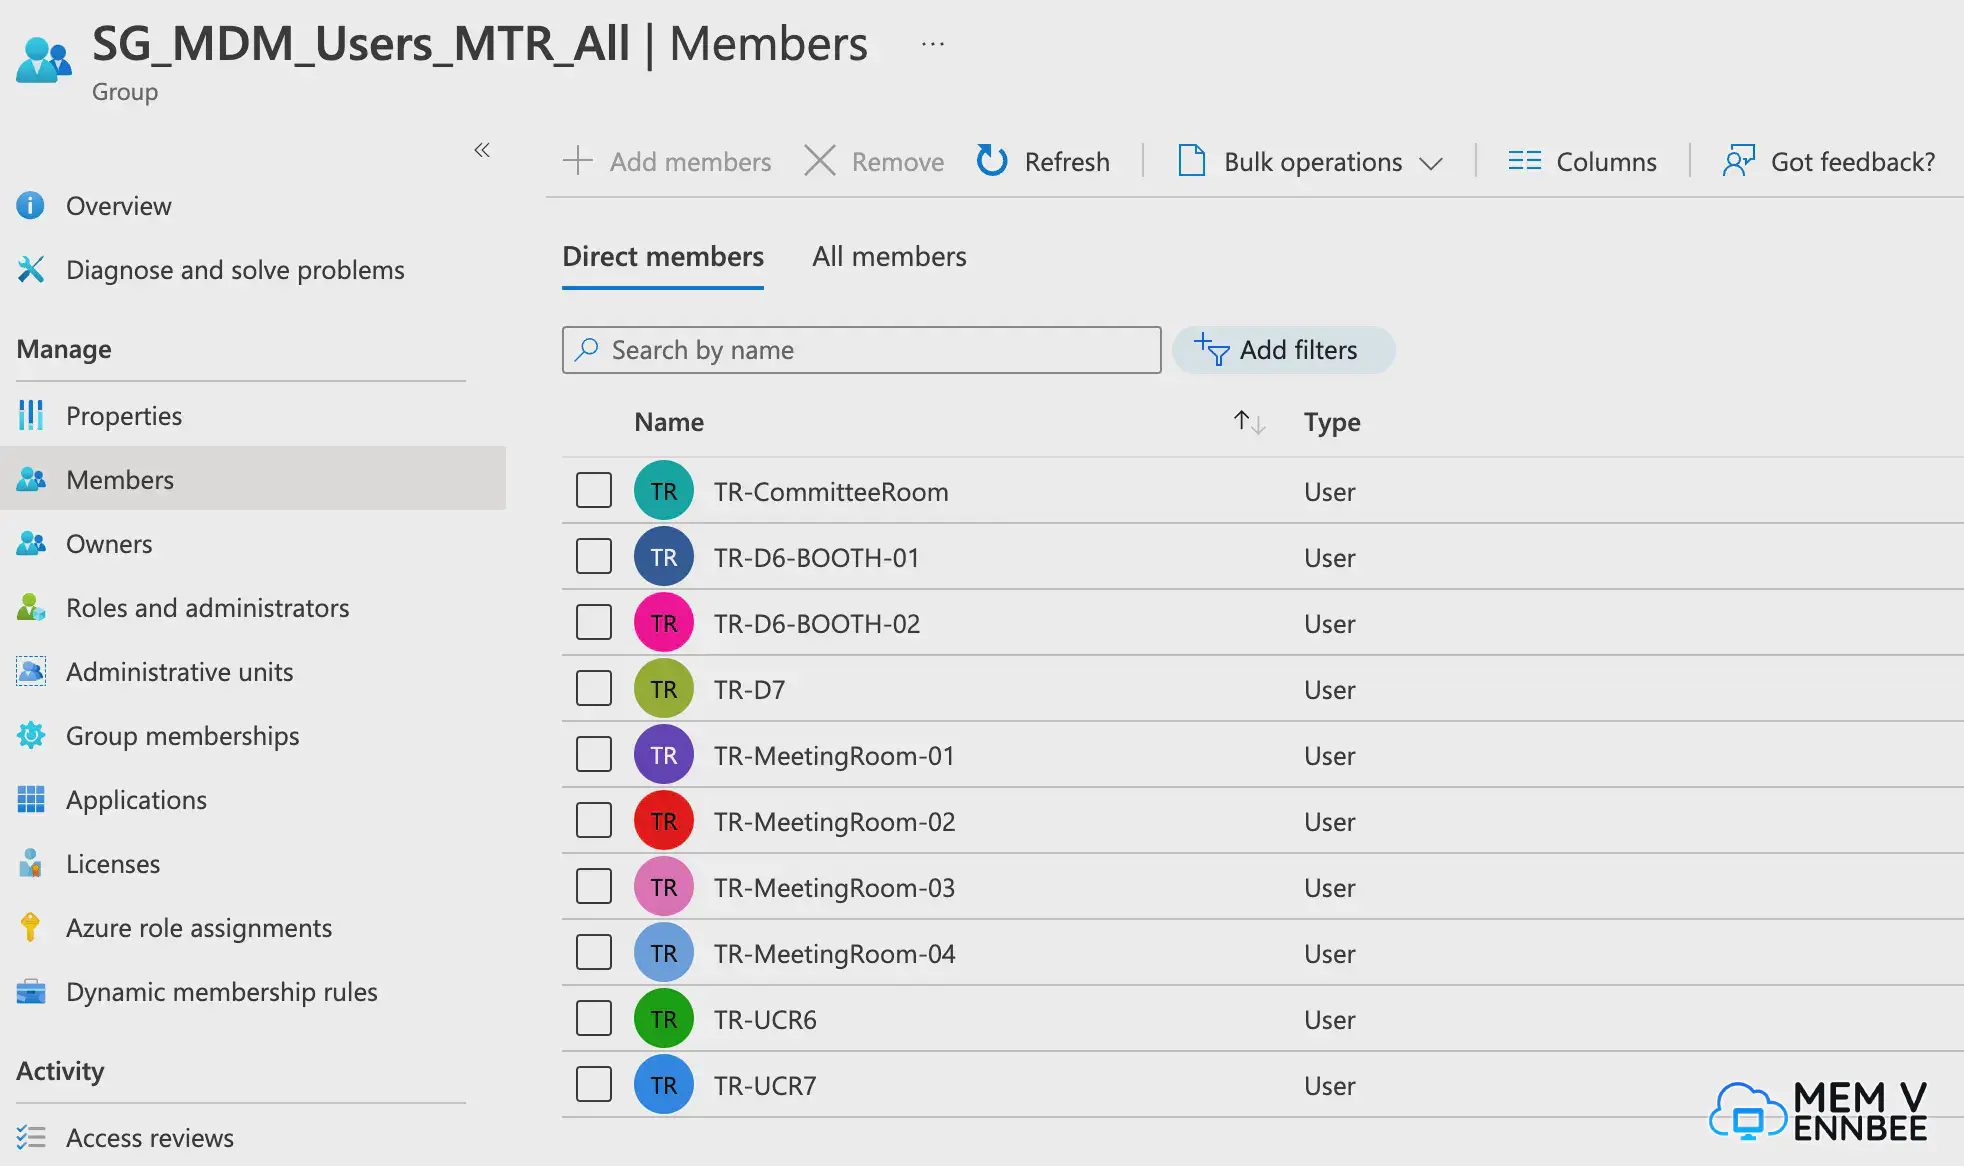 SG_MDM_Users_MTR_All | Members ...
Group
«
Overview
Diagnose and solve problems
Manage
Properties
Members
Owners
Roles and administrators
Administrative units
Group memberships
Applications
Licenses
Azure role assignments
Dynamic membership rules
Activity
Access reviews
Add members Remove Refresh Bulk operations Columns Got feedback?
Direct members All members
Search by name Add filters
Name Type
TR TR-CommitteeRoom User
TR TR-D6-BOOTH-01 User
TR TR-D6-BOOTH-02 User
TR TR-D7 User
TR TR-MeetingRoom-01 User
TR TR-MeetingRoom-02 User
TR TR-MeetingRoom-03 User
TR TR-MeetingRoom-04 User
TR TR-UCR6 User
TR TR-UCR7 User
MEM V
ENNBEE